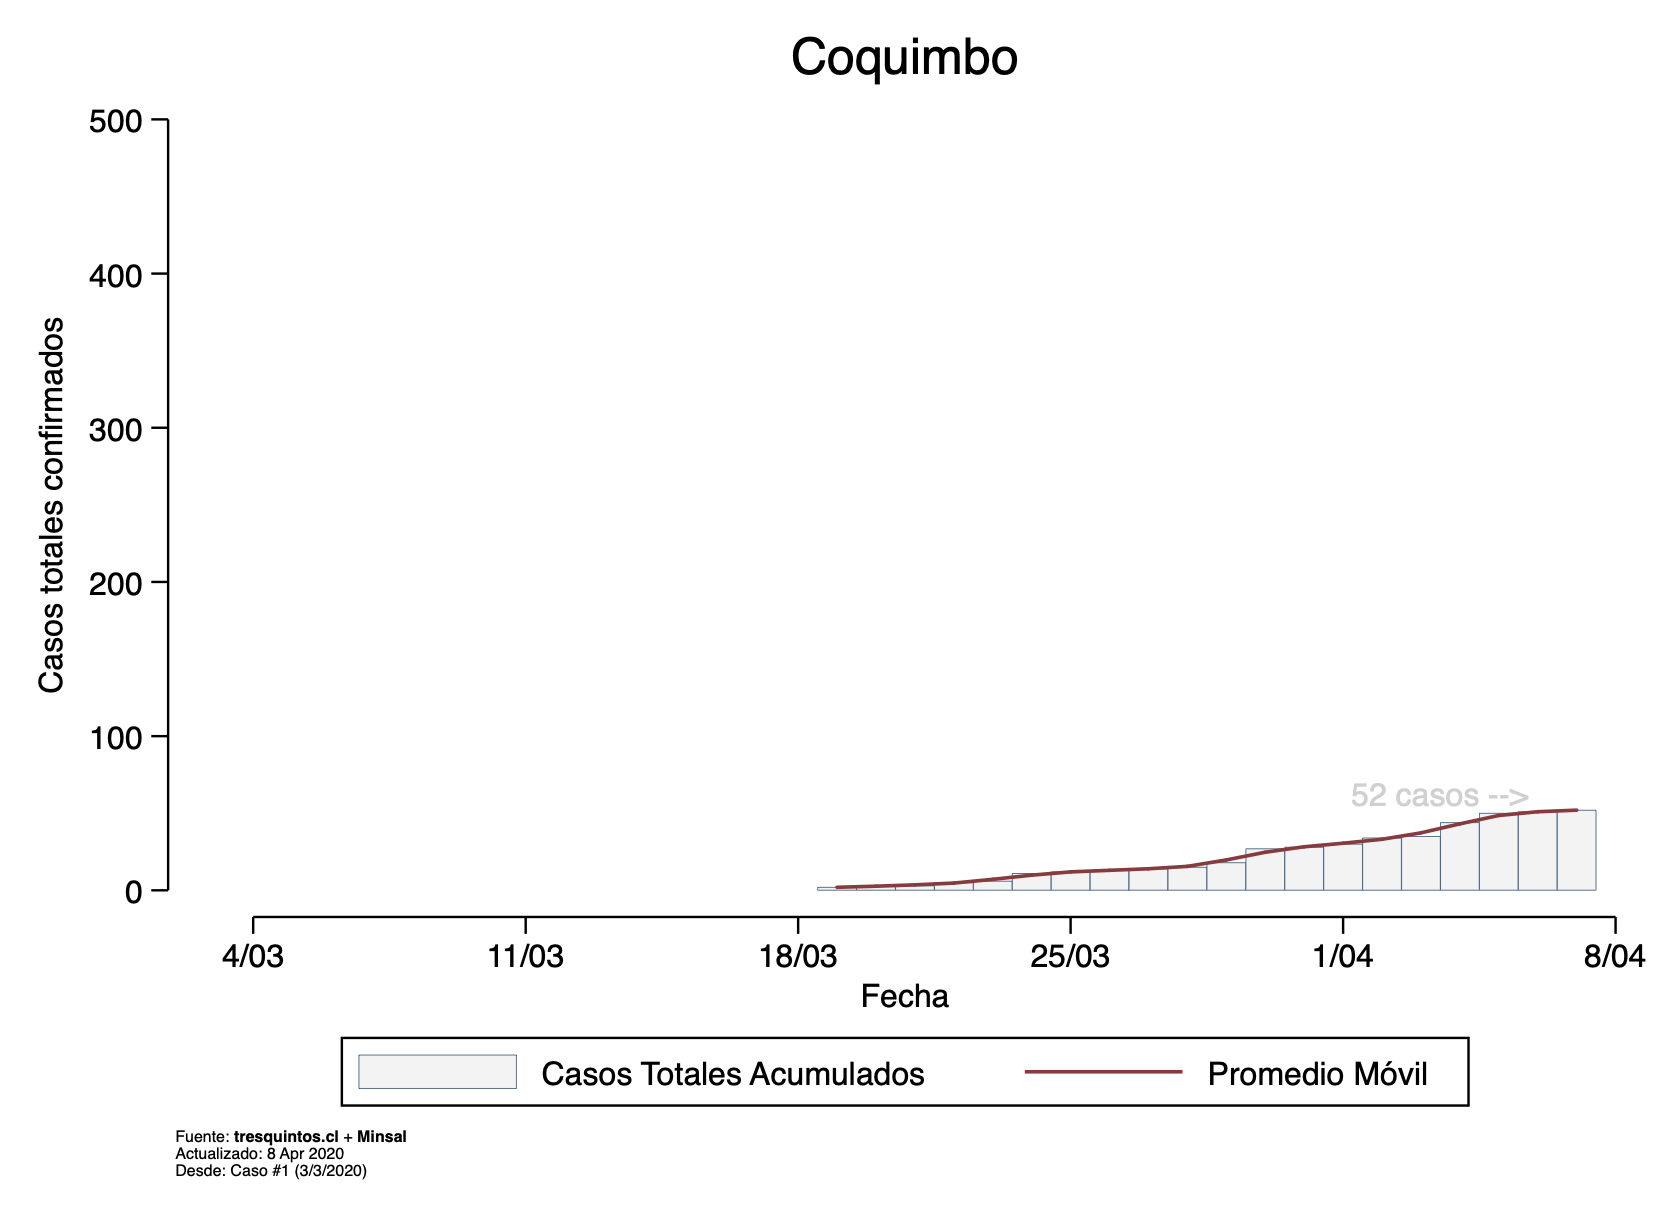 Coquimbo
500
400
300
200
100
0
Casos totales confirmados
52 casos -->
4/03 11/03 18/03 25/03 1/04 8/04
Fecha
Casos Totales Acumulados Promedio Móvil
Fuente: tresquintos.cl + Minsal
Actualizado: 8 Apr 2020
Desde: Caso #1 (3/3/2020)